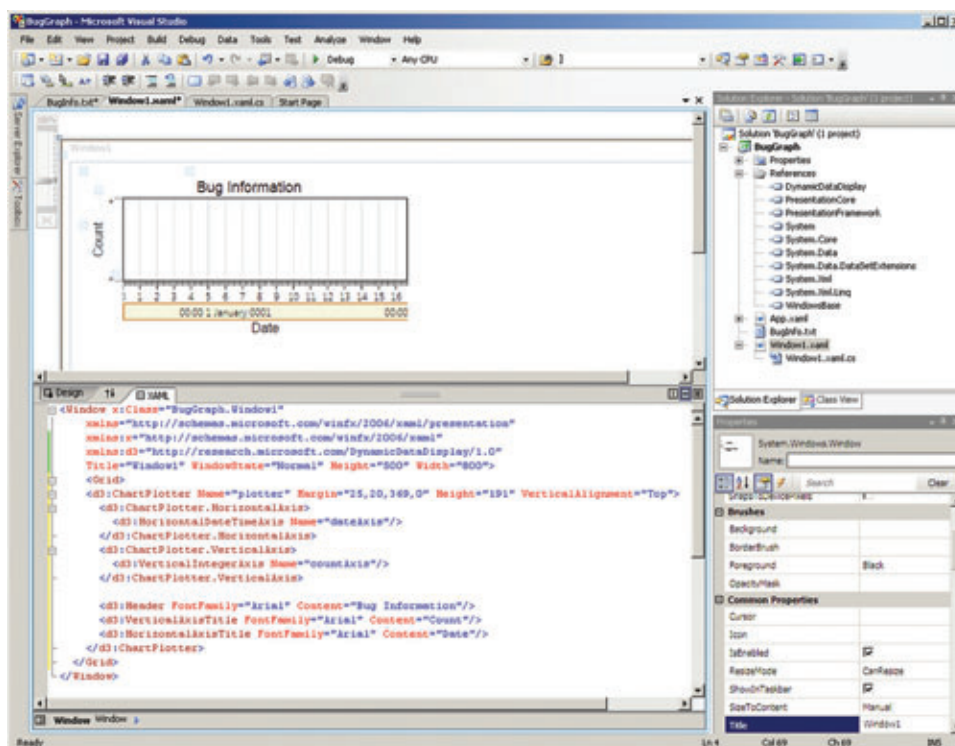 BugGraph - Microsoft Visual Studio
File Edit View Project Build Debug Data Tools Test Analyze Window Help
Debug Any CPU
BugInfo.txt* Window1.xaml* Window1.xaml.cs Start Page
Server Explorer
Toolbox
Window1
Bug Information
Count
1 1 2 3 4 5 6 7 8 9 10 11 12 13 14 15 16
00:00 1 January 0001 00:00
Date
Design XAML
<Window x:Class="BugGraph.Window1"
xmlns="http://schemas.microsoft.com/winfx/2006/xaml/presentation"
xmlns:x="http://schemas.microsoft.com/winfx/2006/xaml"
xmlns:d3="http://research.microsoft.com/DynamicDataDisplay/1.0"
Title="Window1" WindowState="Normal" Height="800" Width="800">
<Grid>
<d3:ChartPlotter Name="plotter" Margin="25,20,369,0" Height="191" VerticalAlignment="Top">
<d3:ChartPlotter.HorizontalAxis>
<d3:HorizontalDateTimeAxis Name="dateAxis"/>
</d3:ChartPlotter.HorizontalAxis>
<d3:ChartPlotter.VerticalAxis>
<d3:VerticalIntegerAxis Name="countAxis"/>
</d3:ChartPlotter.VerticalAxis>
<d3:Header FontFamily="Arial" Content="Bug Information"/>
<d3:VerticalAxisTitle FontFamily="Arial" Content="Count"/>
<d3:HorizontalAxisTitle FontFamily="Arial" Content="Date"/>
</d3:ChartPlotter>
</Grid>
</Window>
Window Window
Solution Explorer - Solution 'BugGraph' (1 project)
Solution 'BugGraph' (1 project)
BugGraph
Properties
References
DynamicDataDisplay
PresentationCore
PresentationFramework
System
System.Core
System.Data
System.Data.DataSetExtensions
System.Xml
System.Xml.Linq
WindowsBase
App.xaml
BugInfo.txt
Window1.xaml
Window1.xaml.cs
Solution Explorer Class View
Properties
System.Windows.Window
Name:
Search Clear
SnapsToDevicePixels
Brushes
Background
BorderBrush
Foreground Black
OpacityMask
Common Properties
Cursor
Icon
IsEnabled
ResizeMode CanResize
ShowInTaskbar
SizeToContent Manual
Title Window1
Ready Ln 4 Col 69 Ch 69 INS